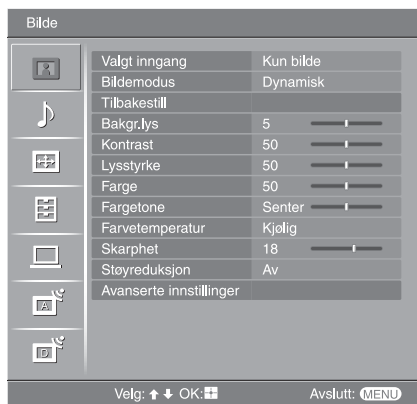 Bilde
Valgt inngang Kun bilde
Bildemodus Dynamisk
Tilbakestill
Bakgr.lys 5
Kontrast 50
Lysstyrke 50
Farge 50
Fargetone Senter
Farvetemperatur Kjølig
Skarphet 18
Støyreduksjon Av
Avanserte innstillinger
A
D
Velg: OK: Avslutt: MENU